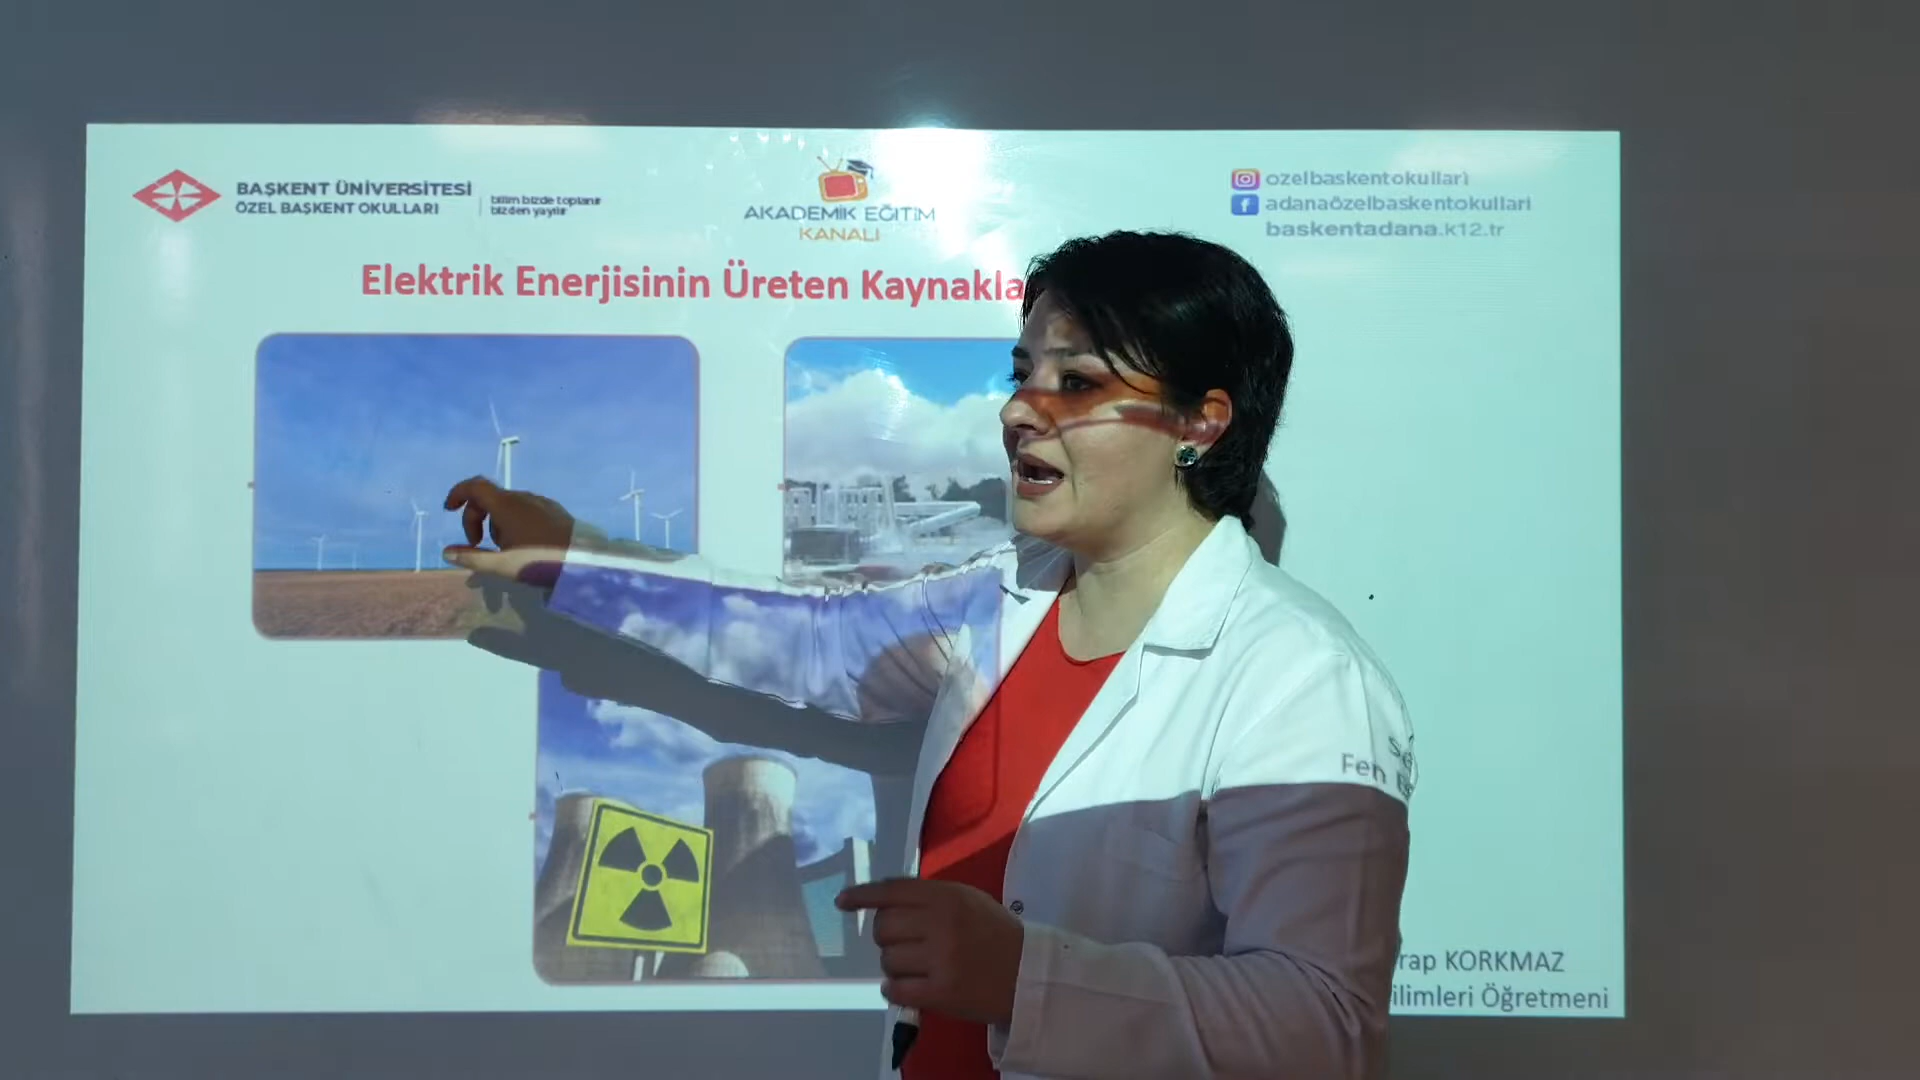 BAŞKENT ÜNİVERSİTESİ
ÖZEL BAŞKENT OKULLARI
bilim bizde toplanır
bizden yayılır
AKADEMİK EĞİTİM
KANALI
ozelbaskentokullari
adanaözelbaskentokullari
baskentadana.k12.tr
Elektrik Enerjisinin Üreten Kaynakla
Fen
rap KORKMAZ
ilimleri Öğretmeni